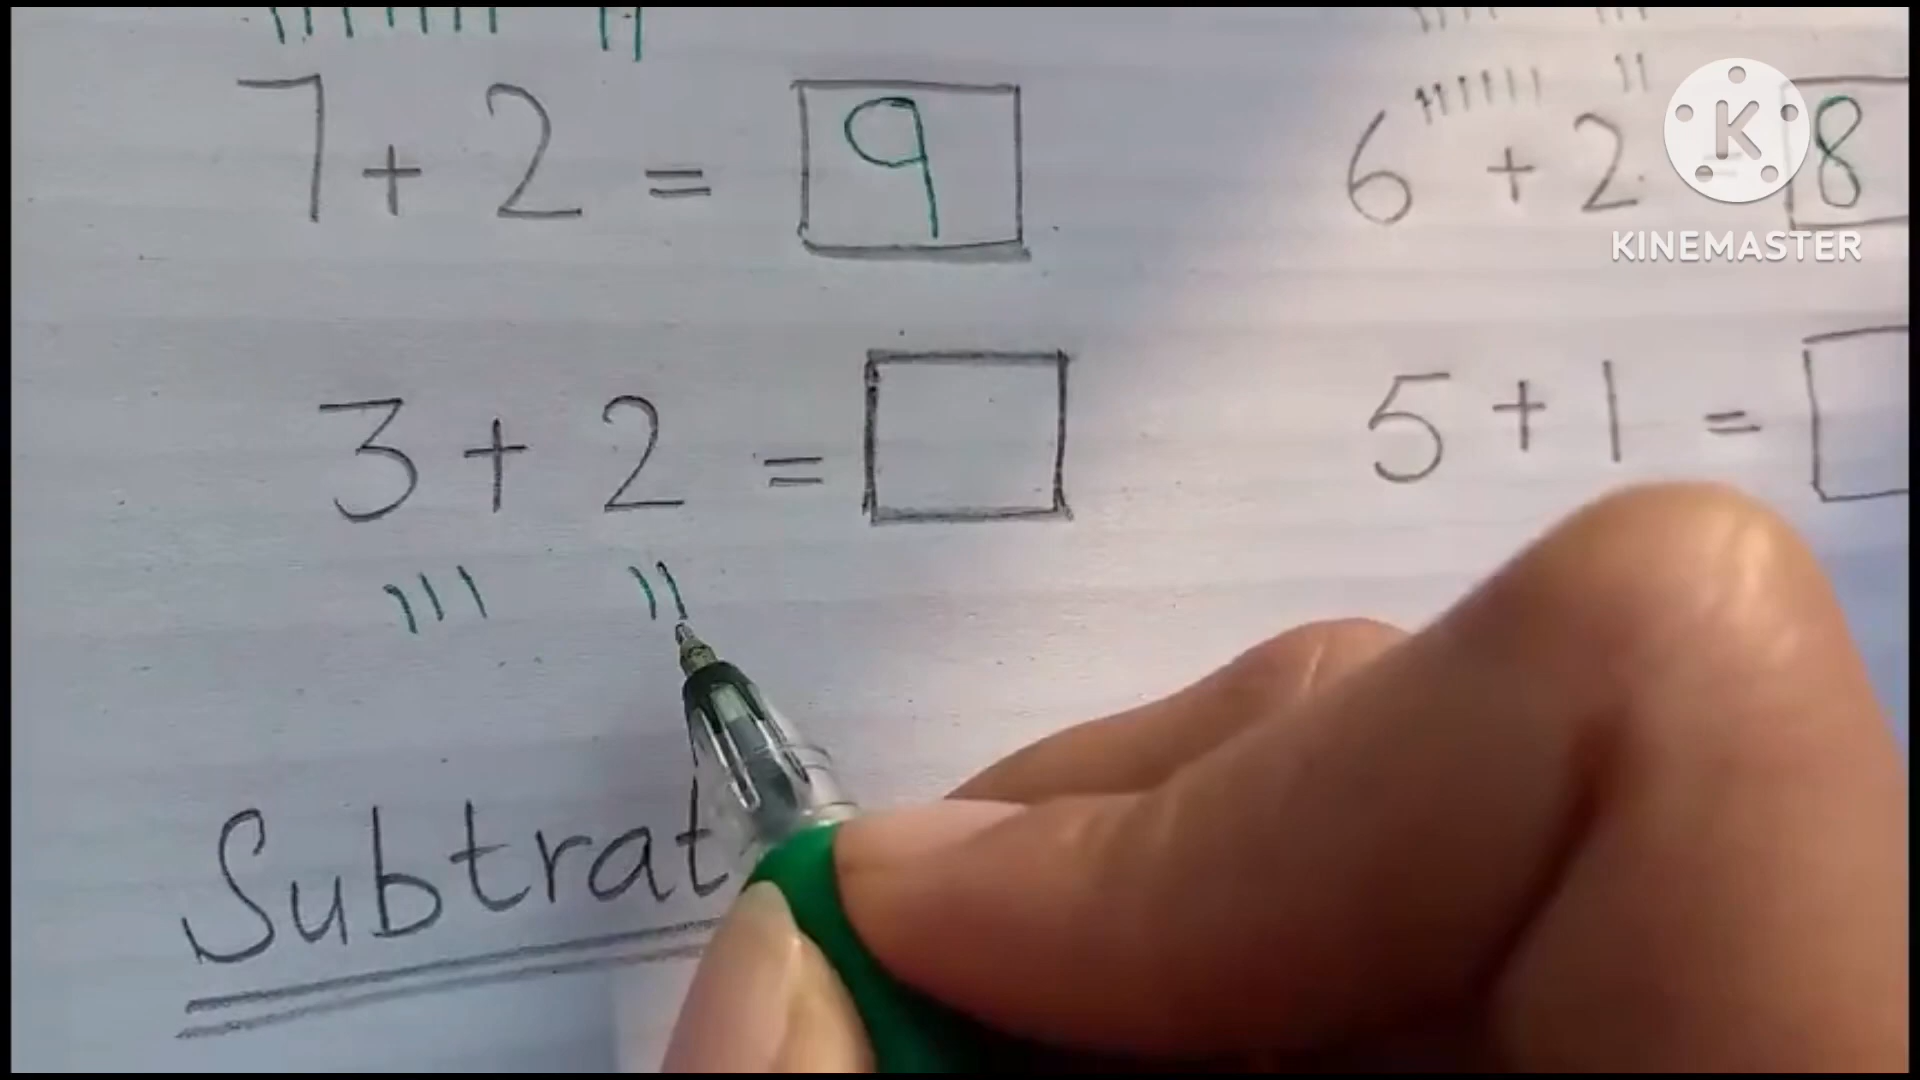 7 + 2 = 9
6 + 2 = 8
3 + 2 =
5 + 1 =
Subtrat
K
KINEMASTER